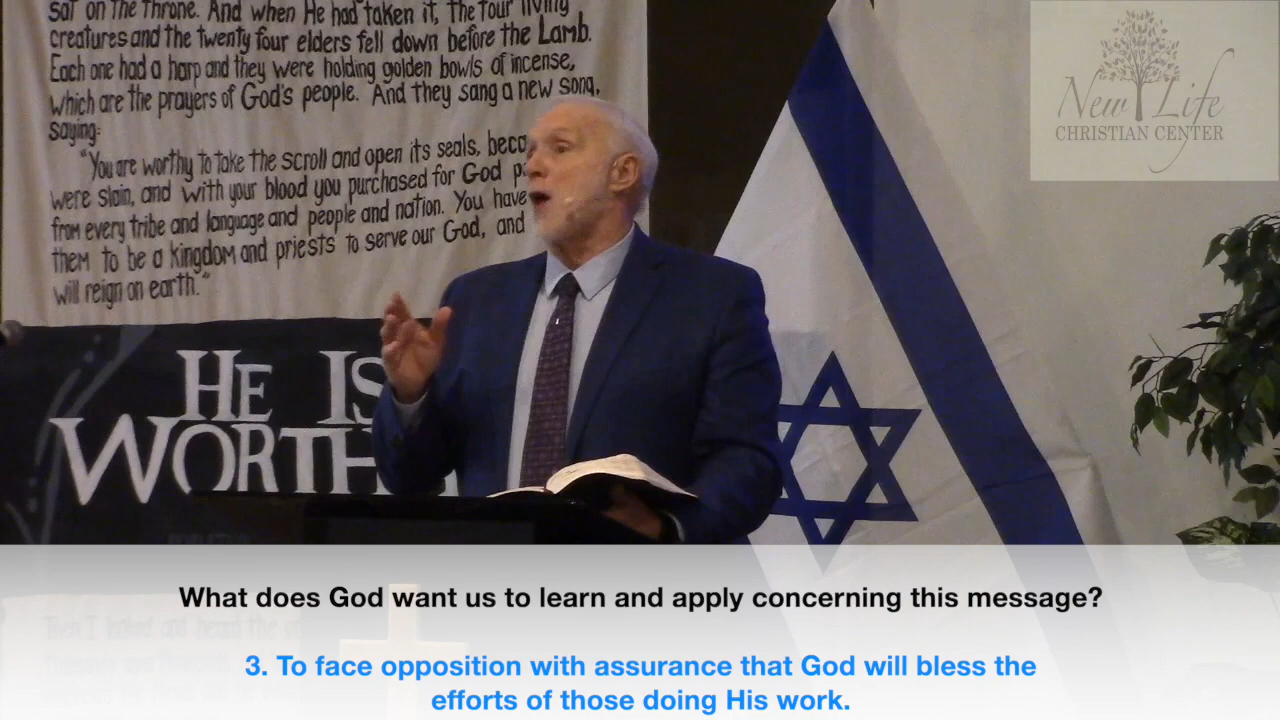 sat on the throne. And when He had taken it, the four living
creatures and the twenty four elders fell down before the Lamb.
Each one had a harp and they were holding golden bowls of incense,
which are the prayers of God's people. And they sang a new song,
saying:
"You are worthy to take the scroll and open its seals, beca
were slain, and with your blood you purchased for God p
from every tribe and language and people and nation. You have
them to be a kingdom and priests to serve our God, and
will reign on earth."
HE IS
WORTH
New Life
CHRISTIAN CENTER
What does God want us to learn and apply concerning this message?
3. To face opposition with assurance that God will bless the
efforts of those doing His work.